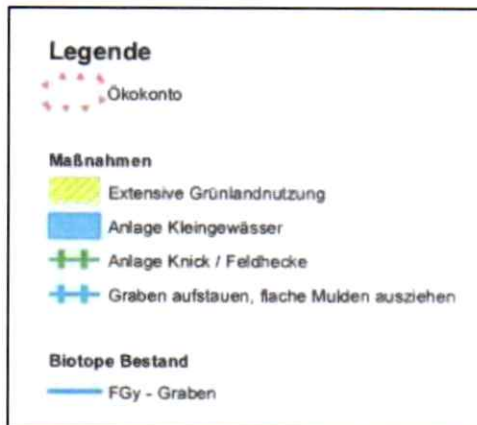 Legende
Ökokonto
Maßnahmen
Extensive Grünlandnutzung
Anlage Kleingewässer
Anlage Knick / Feldhecke
Graben aufstauen, flache Mulden ausziehen
Biotope Bestand
FGy - Graben